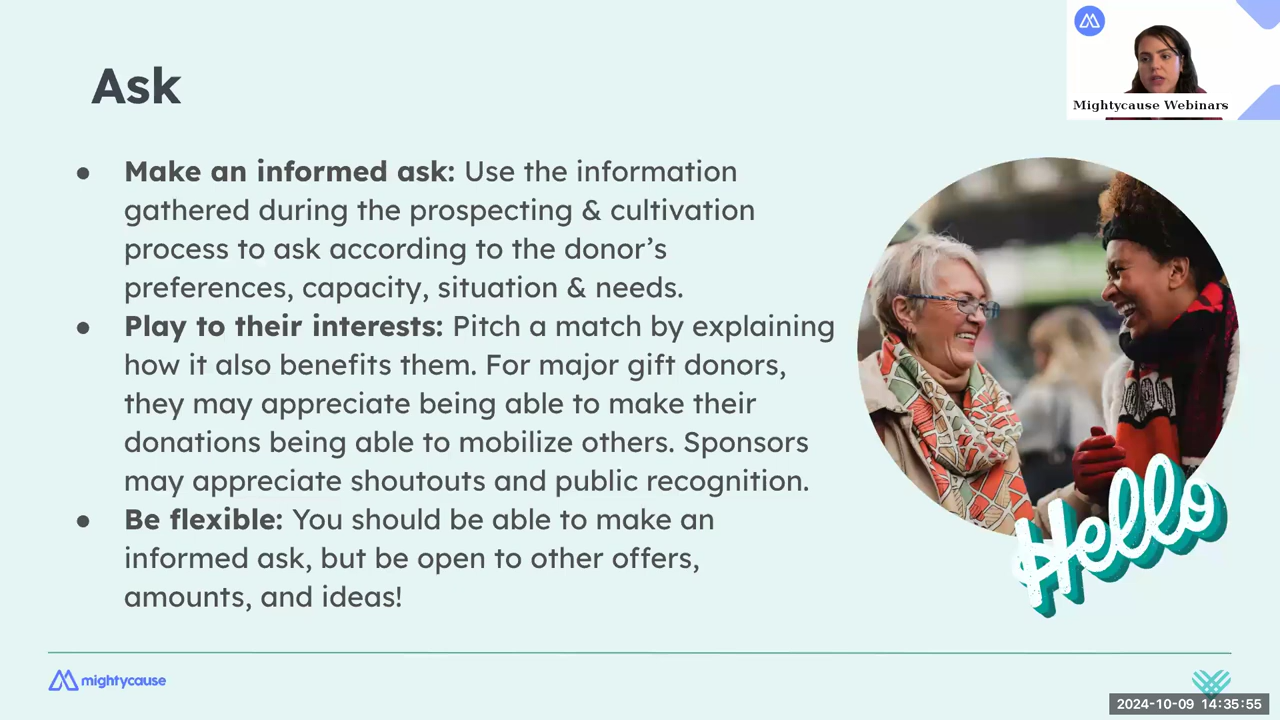 Ask
Mightycause Webinars
● Make an informed ask: Use the information
gathered during the prospecting & cultivation
process to ask according to the donor’s
preferences, capacity, situation & needs.
● Play to their interests: Pitch a match by explaining
how it also benefits them. For major gift donors,
they may appreciate being able to make their
donations being able to mobilize others. Sponsors
may appreciate shoutouts and public recognition.
● Be flexible: You should be able to make an
informed ask, but be open to other offers,
amounts, and ideas!
Hello
mightycause
2024-10-09 14:35:55